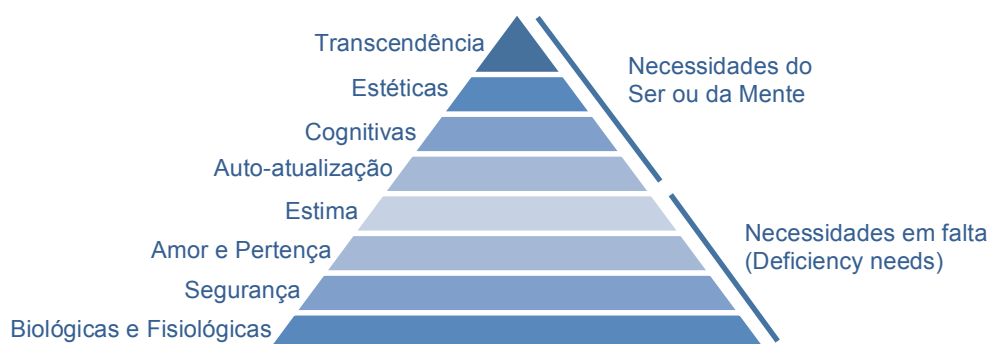 Transcendência
Estéticas
Cognitivas
Auto-atualização
Estima
Amor e Pertença
Segurança
Biológicas e Fisiológicas
Necessidades do
Ser ou da Mente
Necessidades em falta
(Deficiency needs)